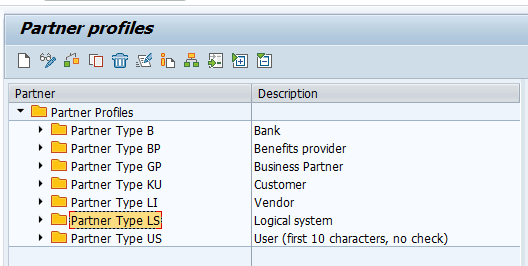 Partner profiles
Partner Description
Partner Profiles
Partner Type B Bank
Partner Type BP Benefits provider
Partner Type GP Business Partner
Partner Type KU Customer
Partner Type LI Vendor
Partner Type LS Logical system
Partner Type US User (first 10 characters, no check)